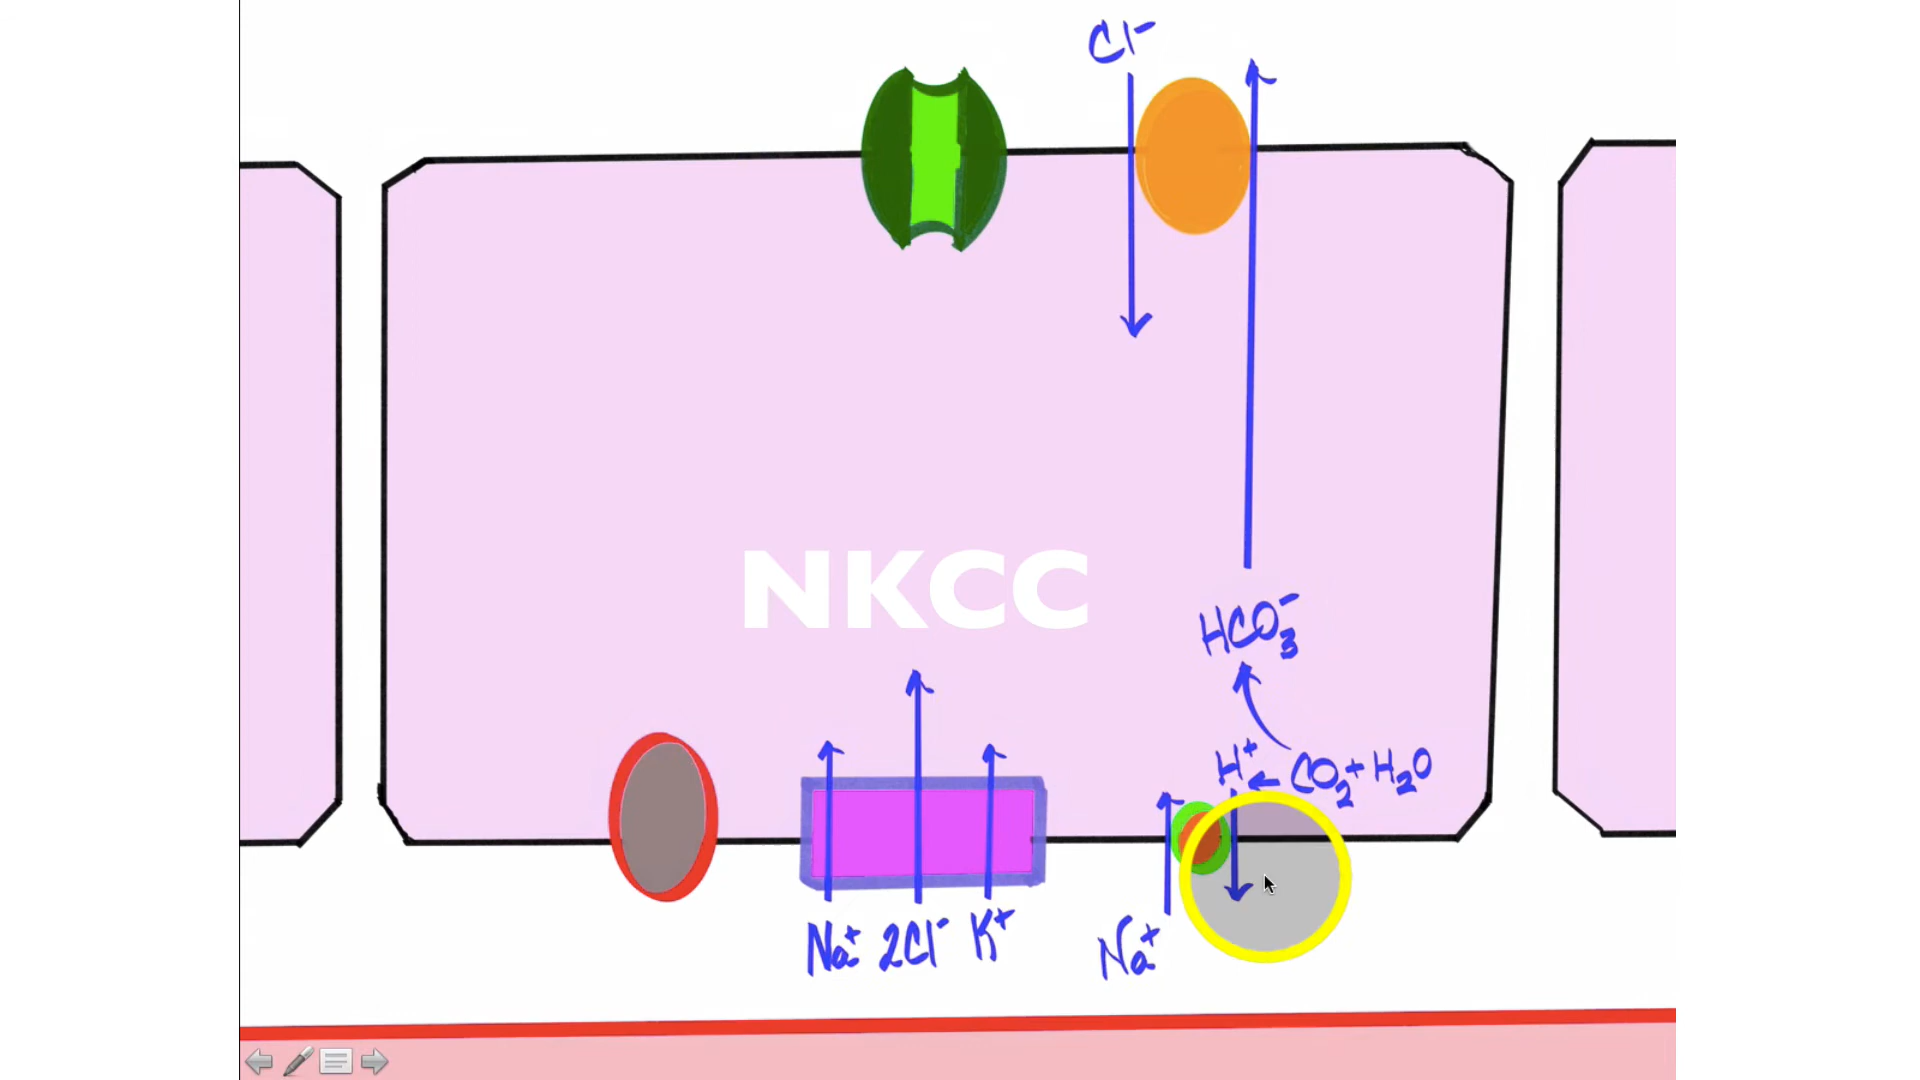 Cl⁻
NKCC
HCO₃⁻
H⁺ ← CO₂ + H₂O
Na⁺ 2Cl⁻ K⁺
Na⁺